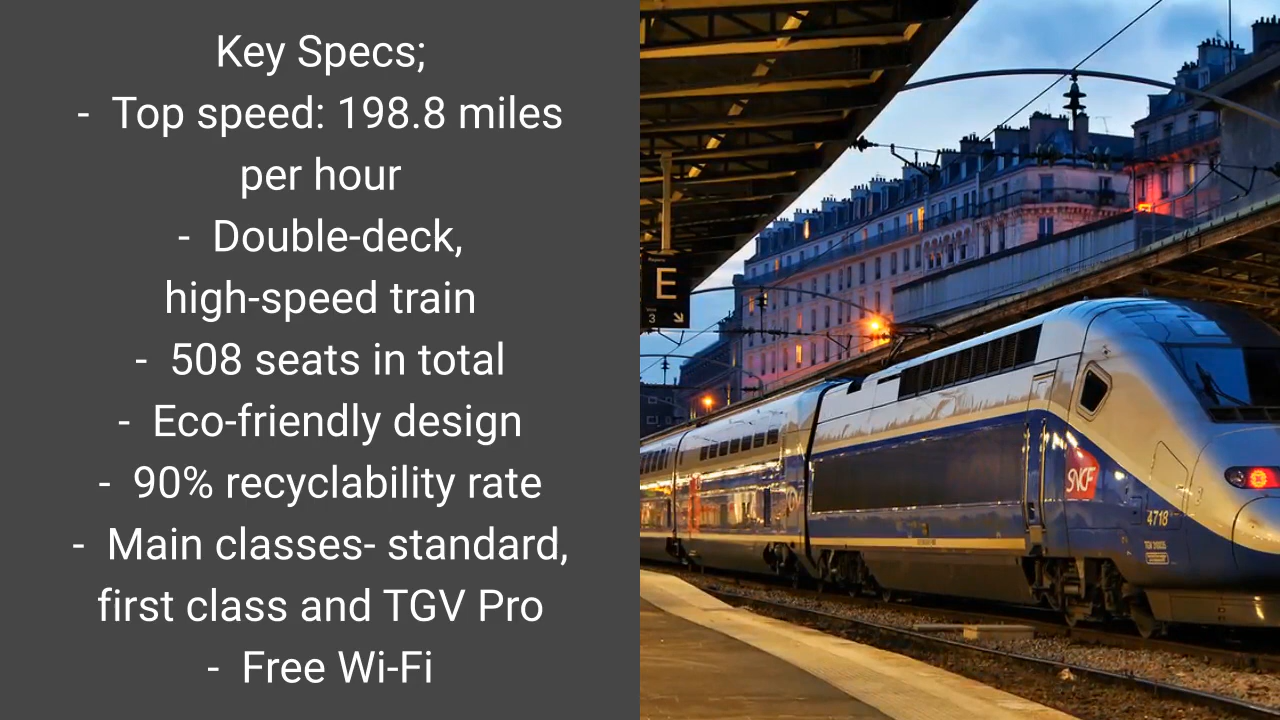 Key Specs;
- Top speed: 198.8 miles
per hour
- Double-deck,
high-speed train
- 508 seats in total
- Eco-friendly design
- 90% recyclability rate
- Main classes- standard,
first class and TGV Pro
- Free Wi-Fi
E
3
SNCF
4718